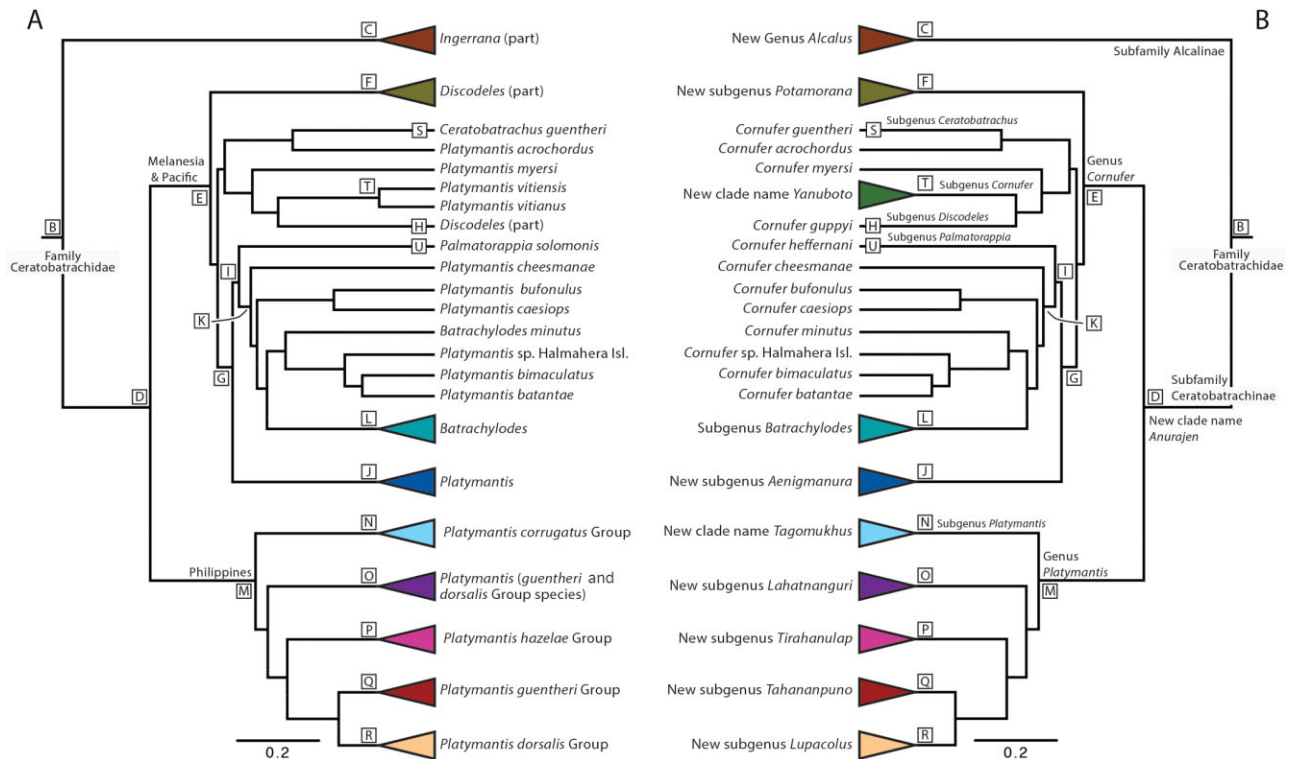 A
C
Ingerrana (part)
F
Discodeles (part)
S
Ceratobatrachus guentheri
Platymantis acrochordus
Melanesia
& Pacific
Platymantis myersi
T
Platymantis vitiensis
E
Platymantis vitianus
H
Discodeles (part)
B
Family
Ceratobatrachidae
U
Palmatorappia solomonis
I
Platymantis cheesmanae
Platymantis bufonulus
K
Platymantis caesiops
Batrachylodes minutus
Platymantis sp. Halmahera Isl.
G
Platymantis bimaculatus
D
Platymantis batantae
L
Batrachylodes
J
Platymantis
N
Platymantis corrugatus Group
Philippines
M
O
Platymantis (guentheri and
dorsalis Group species)
P
Platymantis hazelae Group
Q
Platymantis guentheri Group
R
Platymantis dorsalis Group
0.2
B
New Genus Alcalus
C
Subfamily Alcalinae
New subgenus Potamorana
F
Cornufer guentheri
S
Subgenus Ceratobatrachus
Cornufer acrochordus
Cornufer myersi
Genus
Cornufer
New clade name Yanuboto
T
Subgenus Cornufer
E
Cornufer guppyi
H
Subgenus Discodeles
B
Family
Ceratobatrachidae
Cornufer heffernani
U
Subgenus Palmatorappia
Cornufer cheesmanae
I
Cornufer bufonulus
Cornufer caesiops
K
Cornufer minutus
Cornufer sp. Halmahera Isl.
Cornufer bimaculatus
G
Cornufer batantae
Subfamily
Ceratobatrachinae
D
New clade name
Anurajen
Subgenus Batrachylodes
L
New subgenus Aenigmanura
J
New clade name Tagomukhus
N
Subgenus Platymantis
Genus
Platymantis
M
New subgenus Lahatnanguri
O
New subgenus Tirahanulap
P
New subgenus Tahananpuno
Q
New subgenus Lupacolus
R
0.2